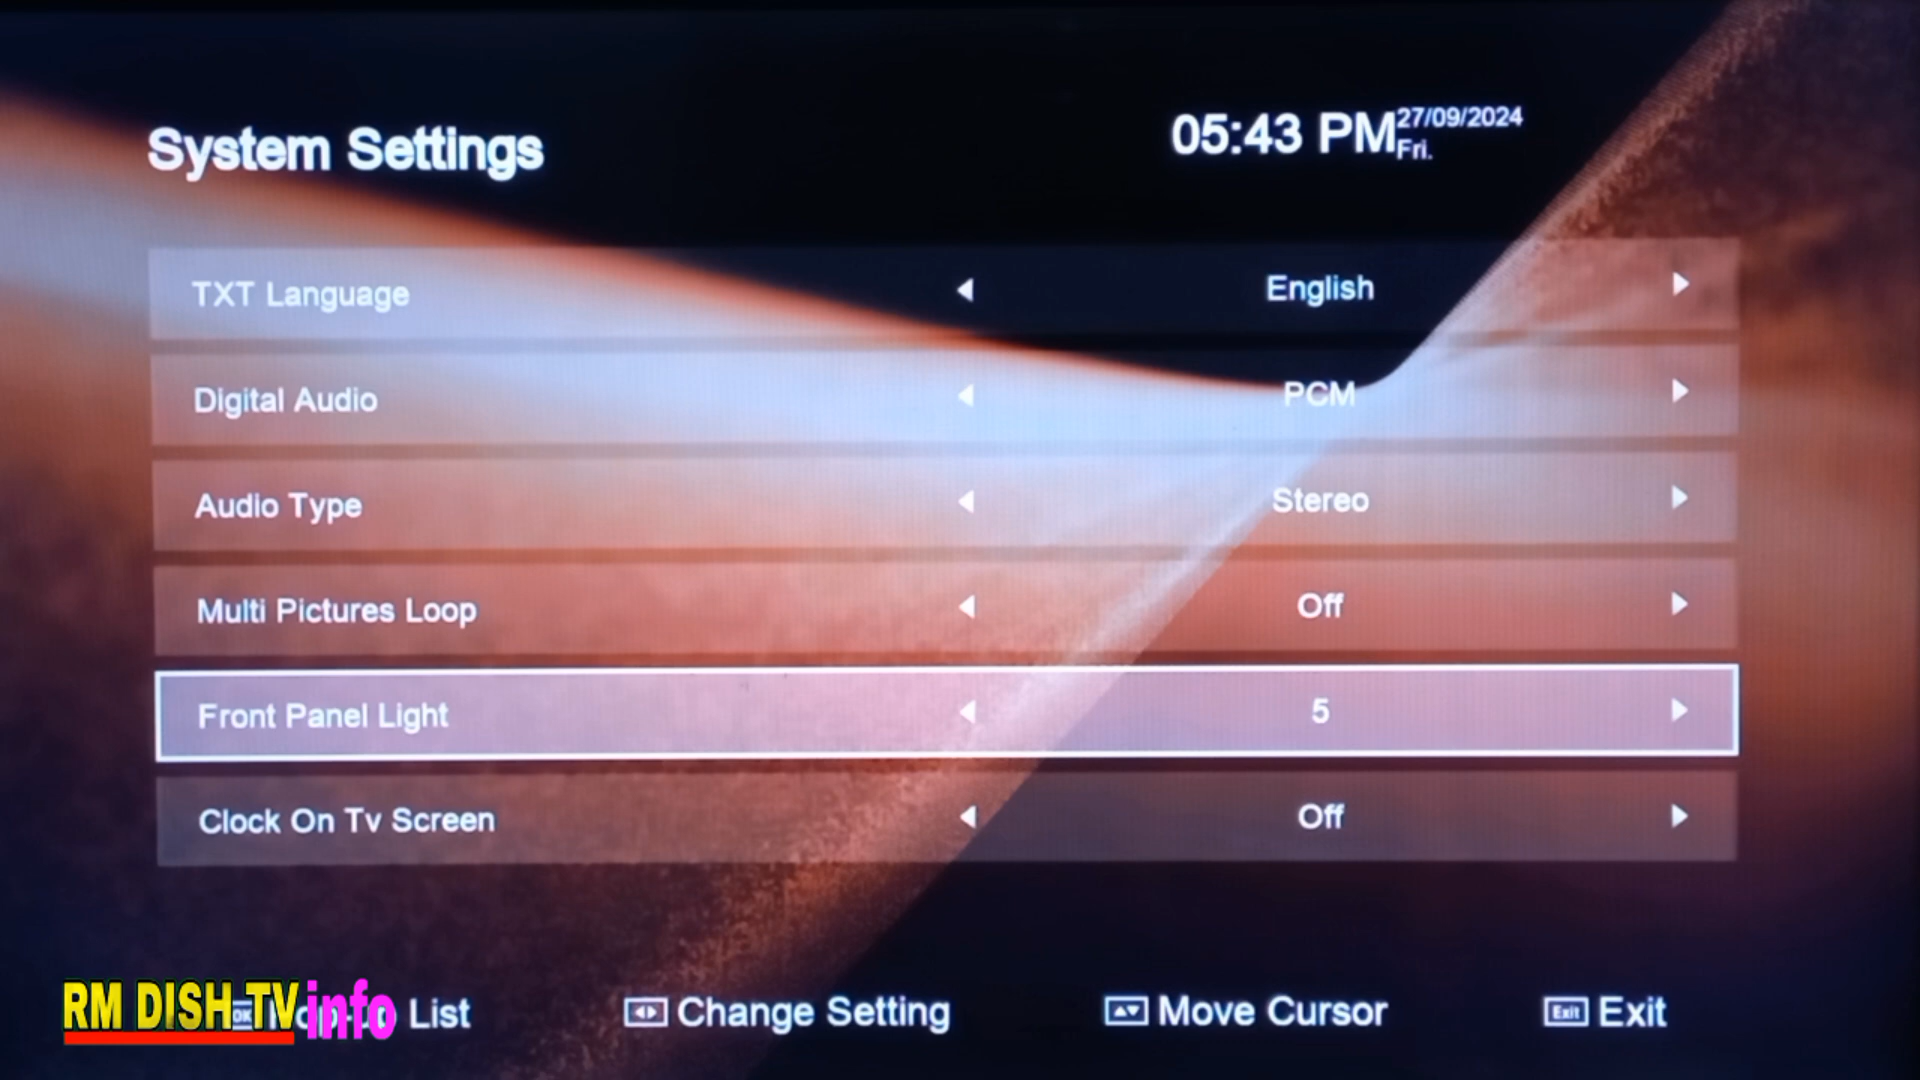 System Settings
05:43 PM
27/09/2024
Fri.
TXT Language English
Digital Audio PCM
Audio Type Stereo
Multi Pictures Loop Off
Front Panel Light 5
Clock On Tv Screen Off
RM DISH TV info
List
Change Setting
Move Cursor
Exit Exit